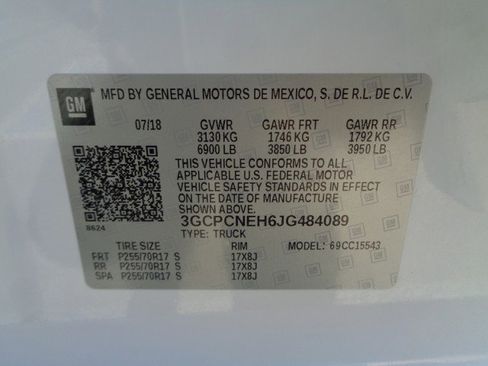 GM
MFD BY GENERAL MOTORS DE MEXICO, S. DE R.L. DE C.V.
07/18 GVWR GAWR FRT GAWR RR
3130 KG 1746 KG 1792 KG
6900 LB 3850 LB 3950 LB
THIS VEHICLE CONFORMS TO ALL
APPLICABLE U.S. FEDERAL MOTOR
VEHICLE SAFETY STANDARDS IN EFFECT
ON THE DATE OF MANUFACTURE
SHOWN ABOVE.
3GCPCNEH6JG484089
8624
TYPE: TRUCK
TIRE SIZE RIM MODEL: 69CC15543
FRT P255/70R17 S 17X8J
RR P255/70R17 S 17X8J
SPA P255/70R17 S 17X8J